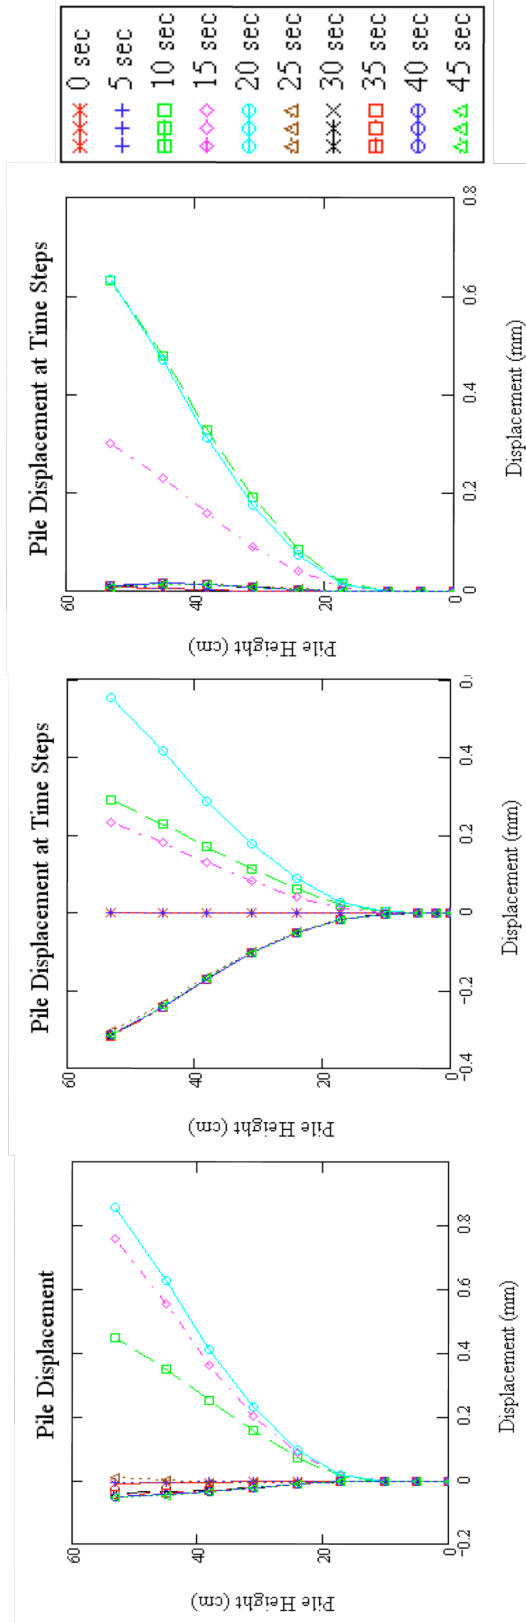 Pile Displacement
60
40
20
0
Pile Height (cm)
−0.2 0 0.2 0.4 0.6 0.8
Displacement (mm)
Pile Displacement at Time Steps
60
40
20
0
Pile Height (cm)
−0.4 −0.2 0 0.2 0.4
Displacement (mm)
Pile Displacement at Time Steps
60
40
20
0
Pile Height (cm)
0 0.2 0.4 0.6 0.8
Displacement (mm)
0 sec
5 sec
10 sec
15 sec
20 sec
25 sec
30 sec
35 sec
40 sec
45 sec